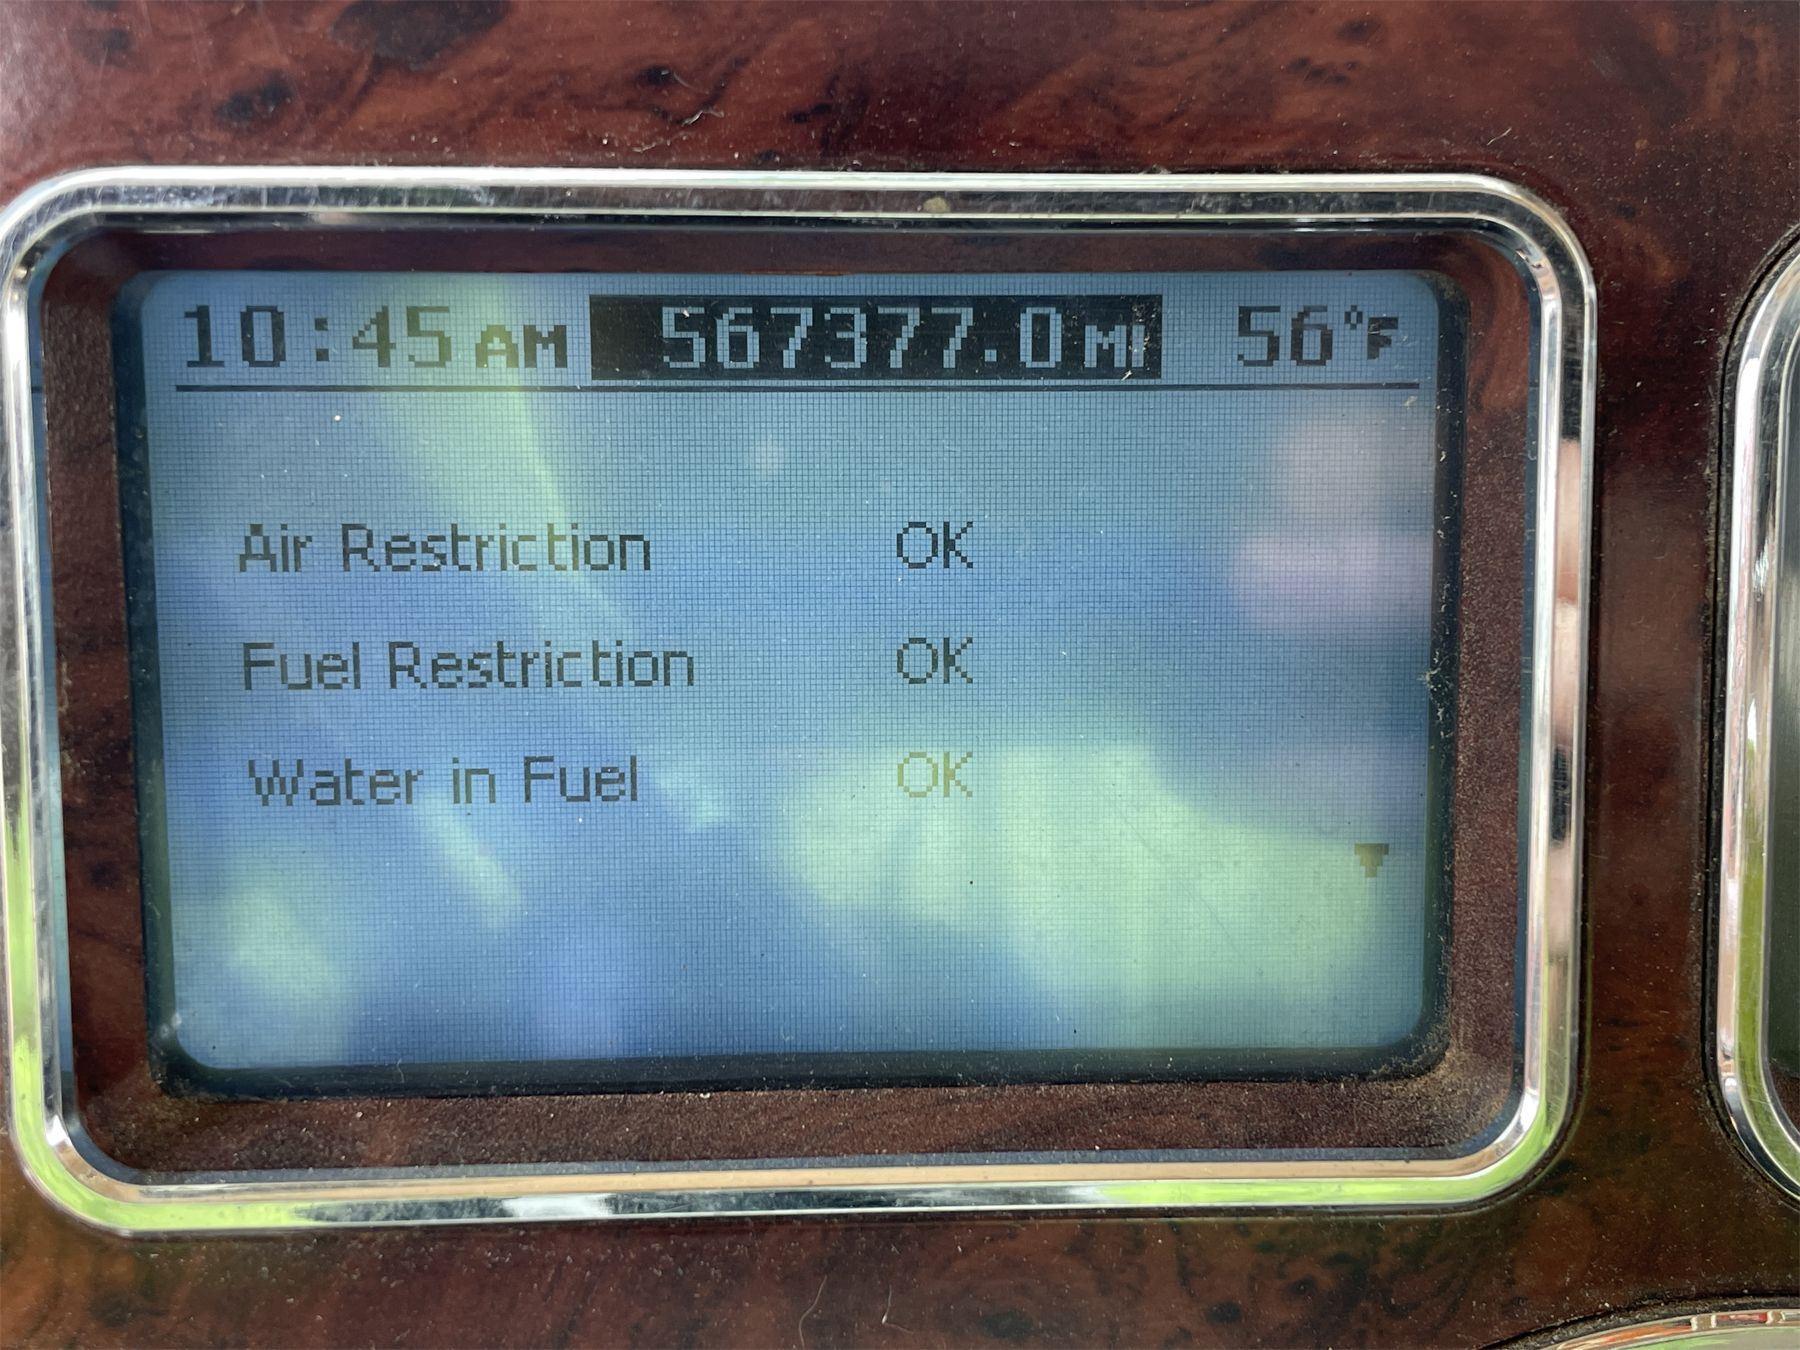 10:45 AM 567377.0 MI 56°F
Air Restriction OK
Fuel Restriction OK
Water in Fuel OK